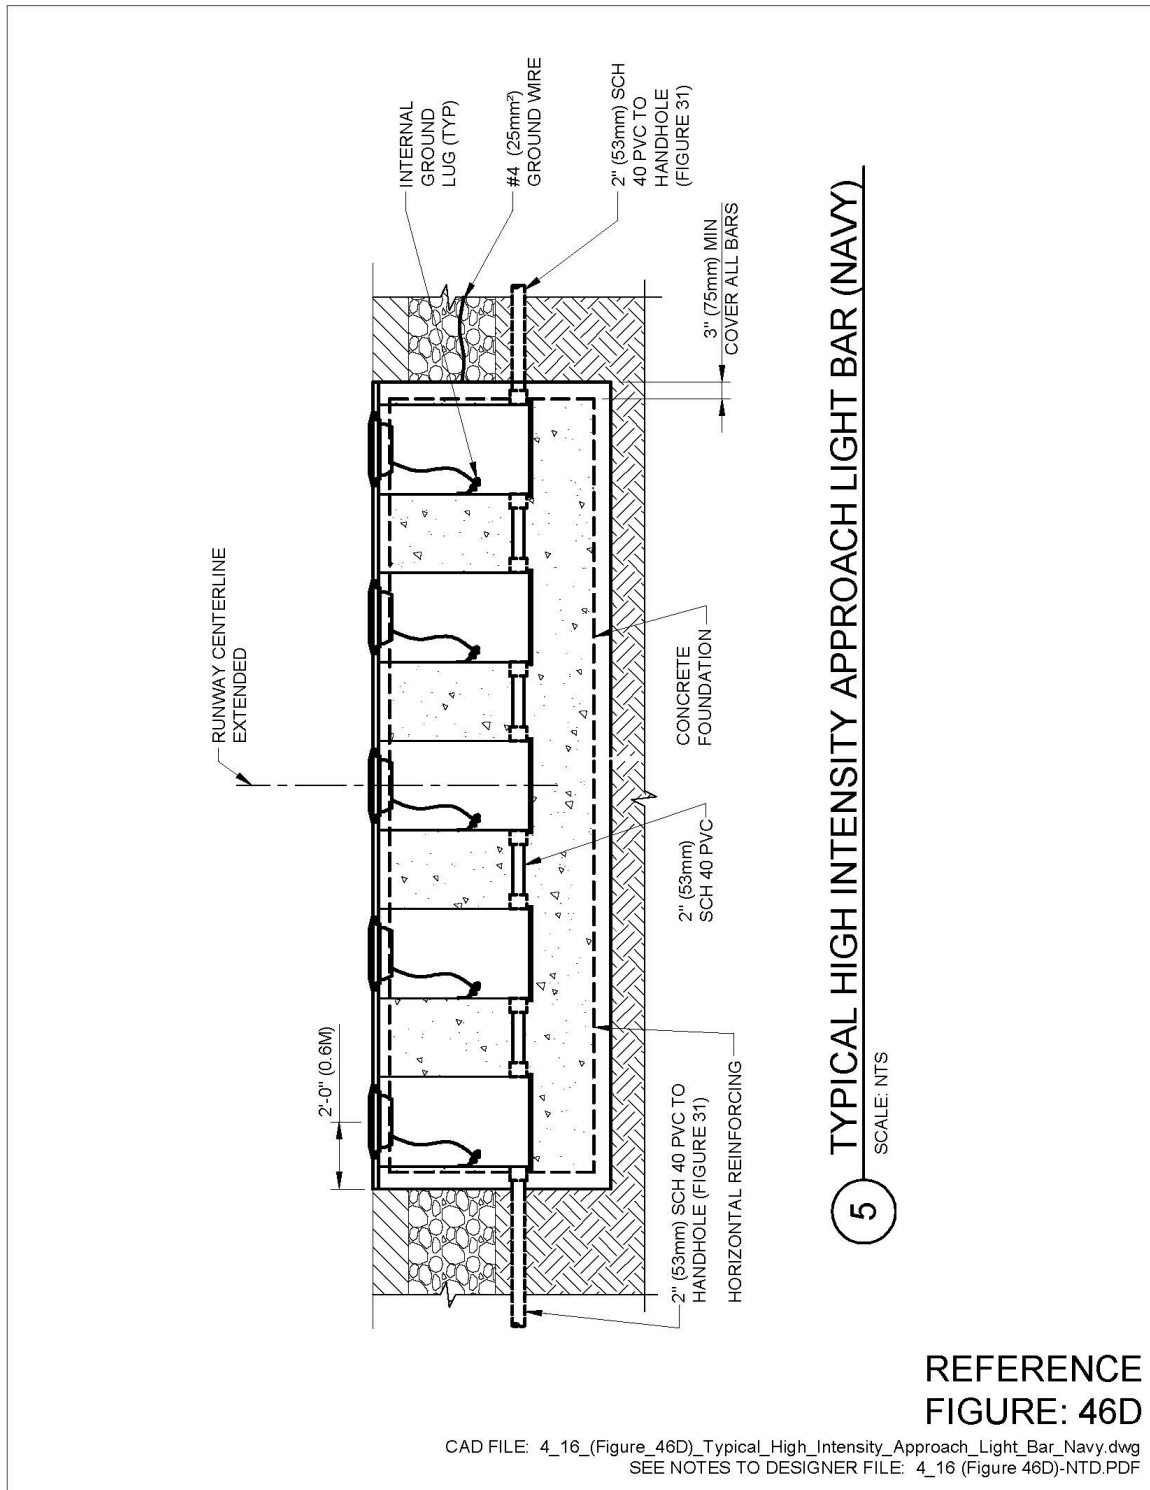 RUNWAY CENTERLINE
EXTENDED
INTERNAL
GROUND
LUG (TYP)
#4 (25mm²)
GROUND WIRE
2" (53mm) SCH
40 PVC TO
HANDHOLE
(FIGURE 31)
2'-0" (0.6M)
3" (75mm) MIN
COVER ALL BARS
CONCRETE
FOUNDATION
2" (53mm)
SCH 40 PVC
2" (53mm) SCH 40 PVC TO
HANDHOLE (FIGURE 31)
HORIZONTAL REINFORCING
5
TYPICAL HIGH INTENSITY APPROACH LIGHT BAR (NAVY)
SCALE: NTS
REFERENCE
FIGURE: 46D
CAD FILE: 4_16_(Figure_46D)_Typical_High_Intensity_Approach_Light_Bar_Navy.dwg
SEE NOTES TO DESIGNER FILE: 4_16 (Figure 46D)-NTD.PDF